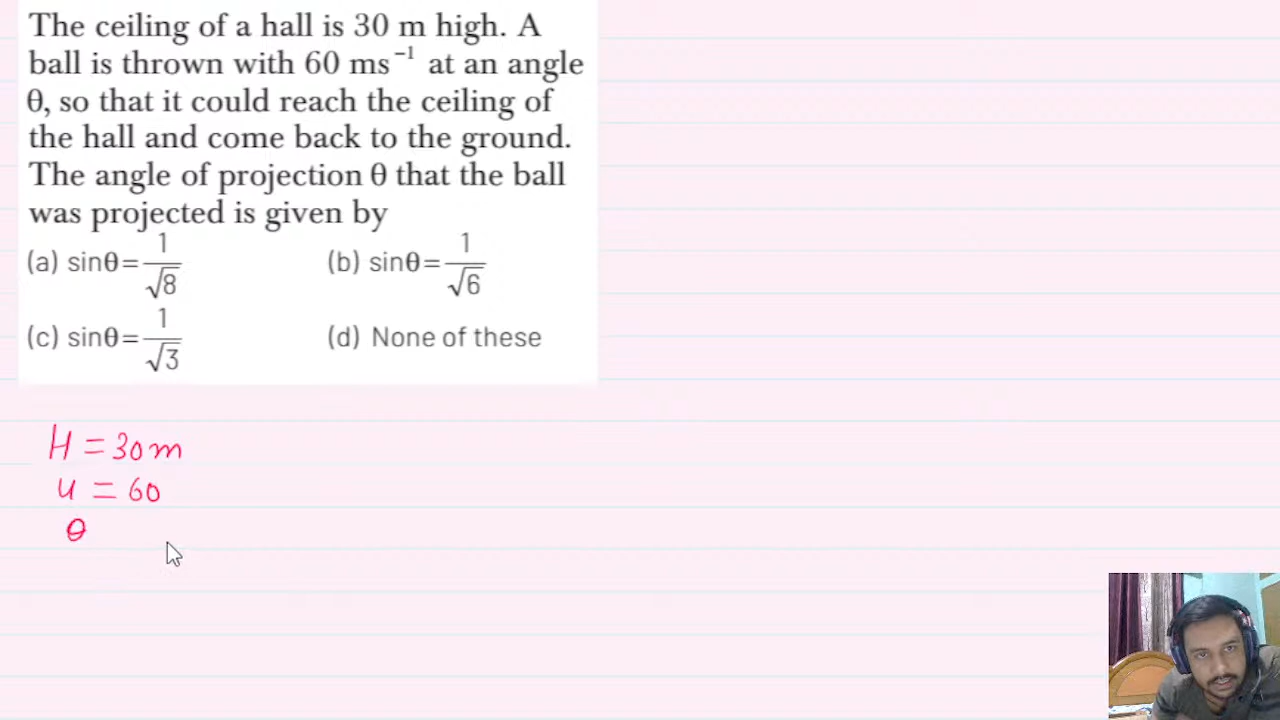 The ceiling of a hall is 30 m high. A
ball is thrown with 60 ms⁻¹ at an angle
θ, so that it could reach the ceiling of
the hall and come back to the ground.
The angle of projection θ that the ball
was projected is given by
(a) sinθ=1/√8 (b) sinθ=1/√6
(c) sinθ=1/√3 (d) None of these
H = 30m
u = 60
θ